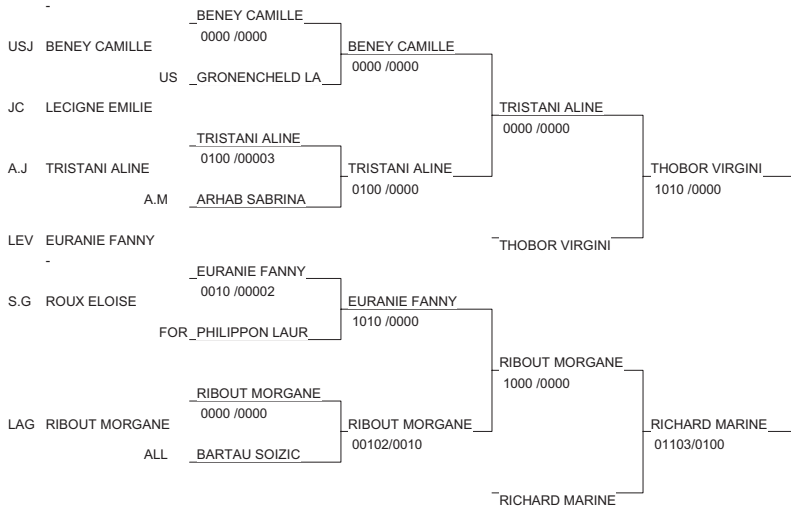 -
BENEY CAMILLE
0000 /0000
USJ BENEY CAMILLE
BENEY CAMILLE
0000 /0000
US GRONENCHELD LA
JC LECIGNE EMILIE
TRISTANI ALINE
0000 /0000
TRISTANI ALINE
0100 /00003
A.J TRISTANI ALINE
TRISTANI ALINE
0100 /0000
THOBOR VIRGINI
1010 /0000
A.M ARHAB SABRINA
LEV EURANIE FANNY
THOBOR VIRGINI
-
EURANIE FANNY
0010 /00002
S.G ROUX ELOISE
EURANIE FANNY
1010 /0000
FOR PHILIPPON LAUR
RIBOUT MORGANE
1000 /0000
RIBOUT MORGANE
0000 /0000
LAG RIBOUT MORGANE
RIBOUT MORGANE
00102/0010
RICHARD MARINE
01103/0100
ALL BARTAU SOIZIC
RICHARD MARINE